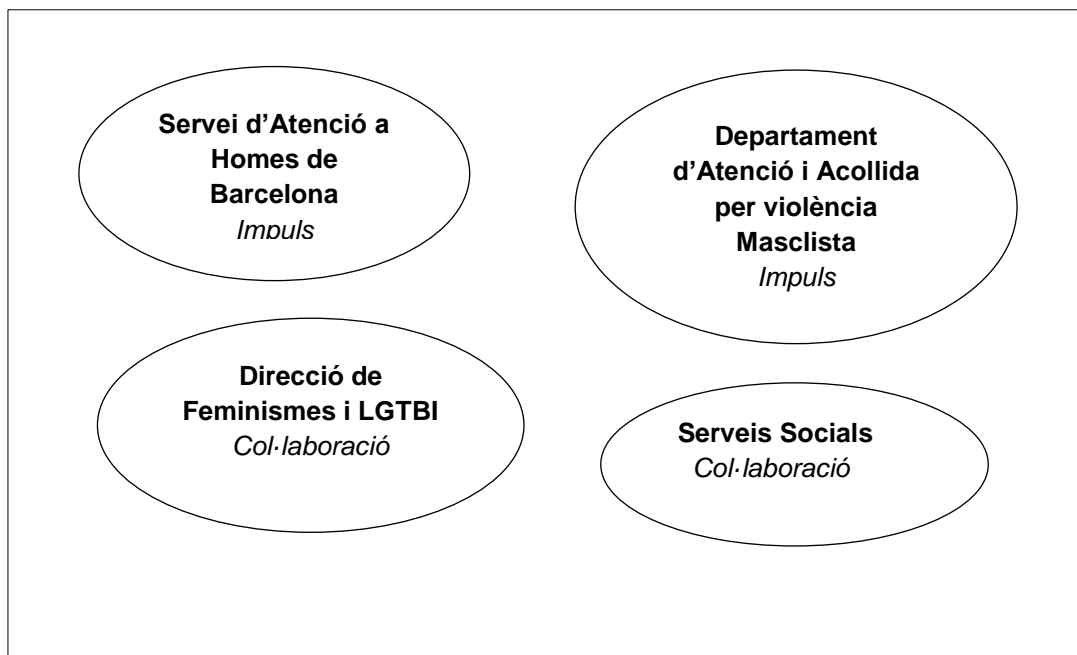 Servei d’Atenció a
Homes de
Barcelona
Impuls
Departament
d’Atenció i Acollida
per violència
Masclista
Impuls
Direcció de
Feminismes i LGTBI
Col·laboració
Serveis Socials
Col·laboració